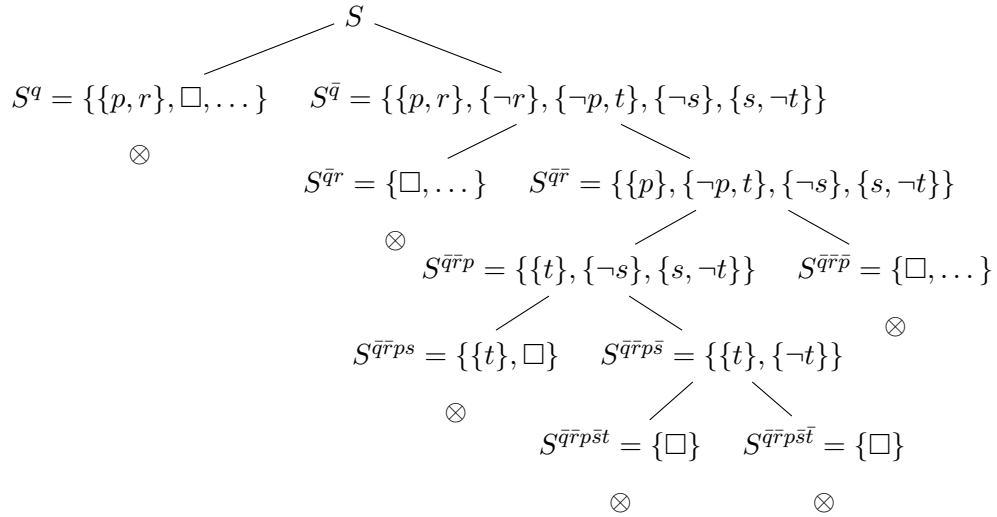 S
S^q = {{p, r}, □, . . . } S^q̄ = {{p, r}, {¬r}, {¬p, t}, {¬s}, {s, ¬t}}
⊗
S^q̄r = {□, . . . } S^q̄r̄ = {{p}, {¬p, t}, {¬s}, {s, ¬t}}
⊗
S^q̄r̄p = {{t}, {¬s}, {s, ¬t}} S^q̄r̄p̄ = {□, . . . }
⊗
S^q̄r̄ps = {{t}, □} S^q̄r̄ps̄ = {{t}, {¬t}}
⊗
S^q̄r̄ps̄t = {□} S^q̄r̄ps̄t̄ = {□}
⊗ ⊗